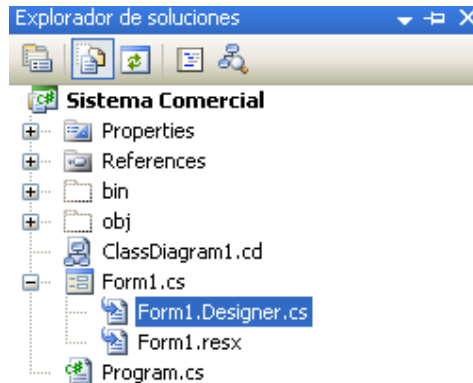 Explorador de soluciones
Sistema Comercial
Properties
References
bin
obj
ClassDiagram1.cd
Form1.cs
Form1.Designer.cs
Form1.resx
Program.cs